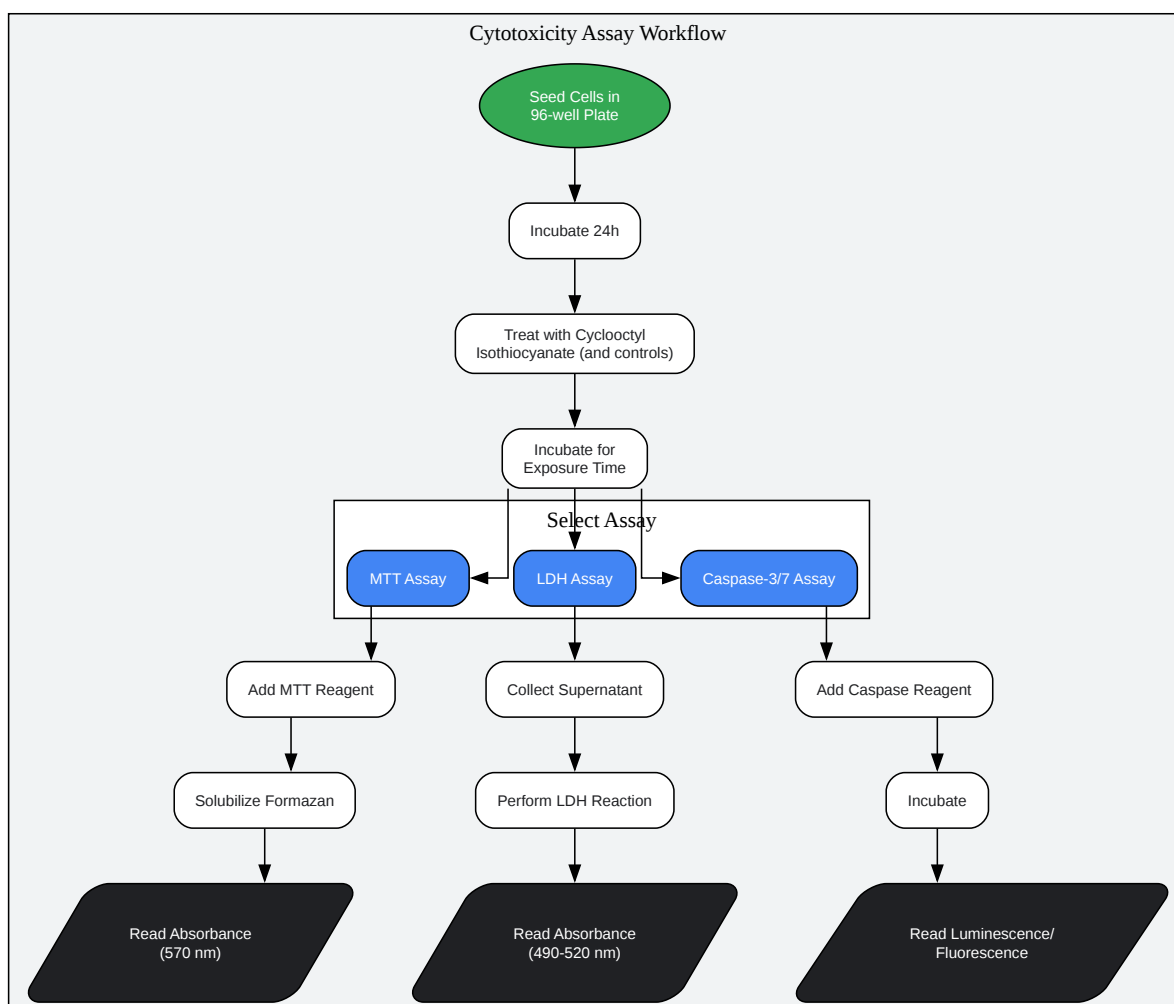 Cytotoxicity Assay Workflow
Seed Cells in
96-well Plate
Incubate 24h
Treat with Cyclooctyl
Isothiocyanate (and controls)
Incubate for
Exposure Time
Select Assay
MTT Assay
LDH Assay
Caspase-3/7 Assay
Add MTT Reagent
Collect Supernatant
Add Caspase Reagent
Solubilize Formazan
Perform LDH Reaction
Incubate
Read Absorbance
(570 nm)
Read Absorbance
(490-520 nm)
Read Luminescence/
Fluorescence